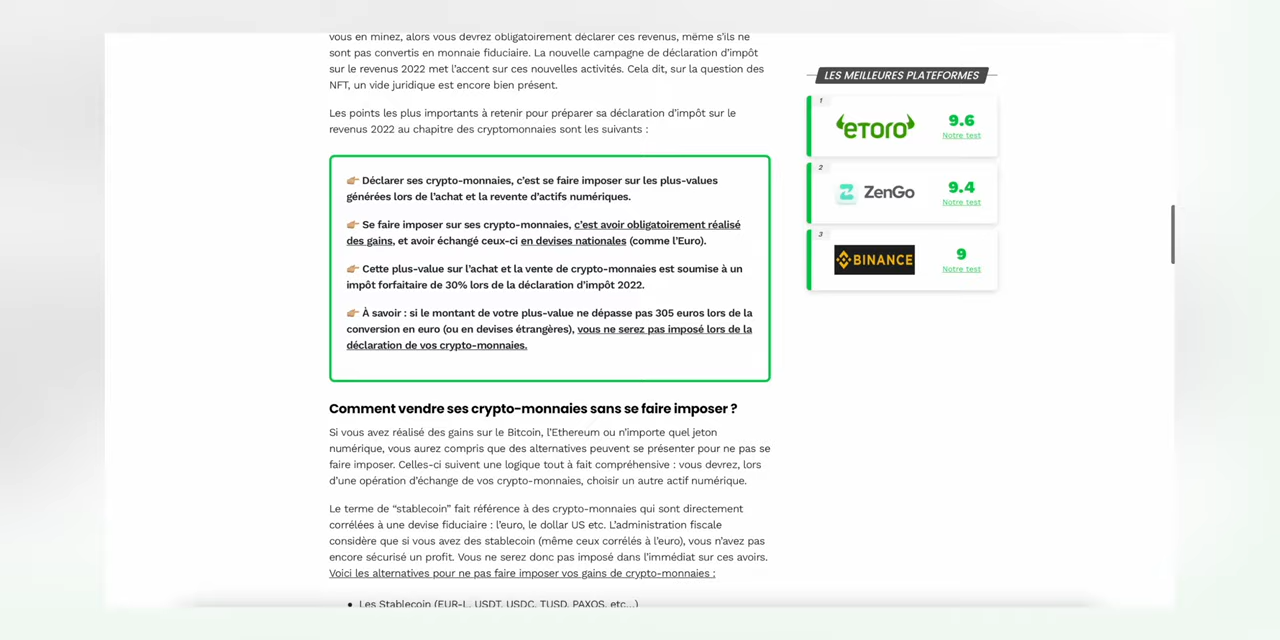 vous en minez, alors vous devrez obligatoirement déclarer ces revenus, même s’ils ne
sont pas convertis en monnaie fiduciaire. La nouvelle campagne de déclaration d’impôt
sur le revenus 2022 met l’accent sur ces nouvelles activités. Cela dit, sur la question des
NFT, un vide juridique est encore bien présent.
Les points les plus importants à retenir pour préparer sa déclaration d’impôt sur le
revenus 2022 au chapitre des cryptomonnaies sont les suivants :
👉🏼 Déclarer ses crypto-monnaies, c’est se faire imposer sur les plus-values
générées lors de l’achat et la revente d’actifs numériques.
👉🏼 Se faire imposer sur ses crypto-monnaies, c’est avoir obligatoirement réalisé
des gains, et avoir échangé ceux-ci en devises nationales (comme l’Euro).
👉🏼 Cette plus-value sur l’achat et la vente de crypto-monnaies est soumise à un
impôt forfaitaire de 30% lors de la déclaration d’impôt 2022.
👉🏼 À savoir : si le montant de votre plus-value ne dépasse pas 305 euros lors de la
conversion en euro (ou en devises étrangères), vous ne serez pas imposé lors de la
déclaration de vos crypto-monnaies.
Comment vendre ses crypto-monnaies sans se faire imposer ?
Si vous avez réalisé des gains sur le Bitcoin, l’Ethereum ou n’importe quel jeton
numérique, vous aurez compris que des alternatives peuvent se présenter pour ne pas se
faire imposer. Celles-ci suivent une logique tout à fait compréhensive : vous devrez, lors
d’une opération d’échange de vos crypto-monnaies, choisir un autre actif numérique.
Le terme de “stablecoin” fait référence à des crypto-monnaies qui sont directement
corrélées à une devise fiduciaire : l’euro, le dollar US etc. L’administration fiscale
considère que si vous avez des stablecoin (même ceux corrélés à l’euro), vous n’avez pas
encore sécurisé un profit. Vous ne serez donc pas imposé dans l’immédiat sur ces avoirs.
Voici les alternatives pour ne pas faire imposer vos gains de crypto-monnaies :
• Les Stablecoin (EUR-L, USDT, USDC, TUSD, PAXOS, etc…)
LES MEILLEURES PLATEFORMES
1
eToro
9.6
Notre test
2
ZenGo
9.4
Notre test
3
BINANCE
9
Notre test